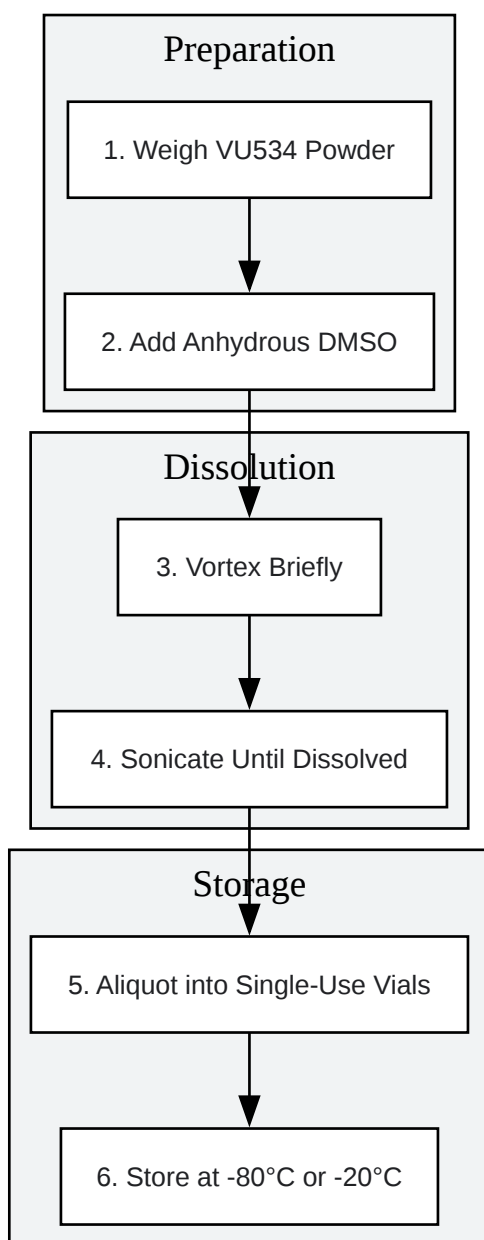 Preparation
1. Weigh VU534 Powder
2. Add Anhydrous DMSO
Dissolution
3. Vortex Briefly
4. Sonicate Until Dissolved
Storage
5. Aliquot into Single-Use Vials
6. Store at -80°C or -20°C